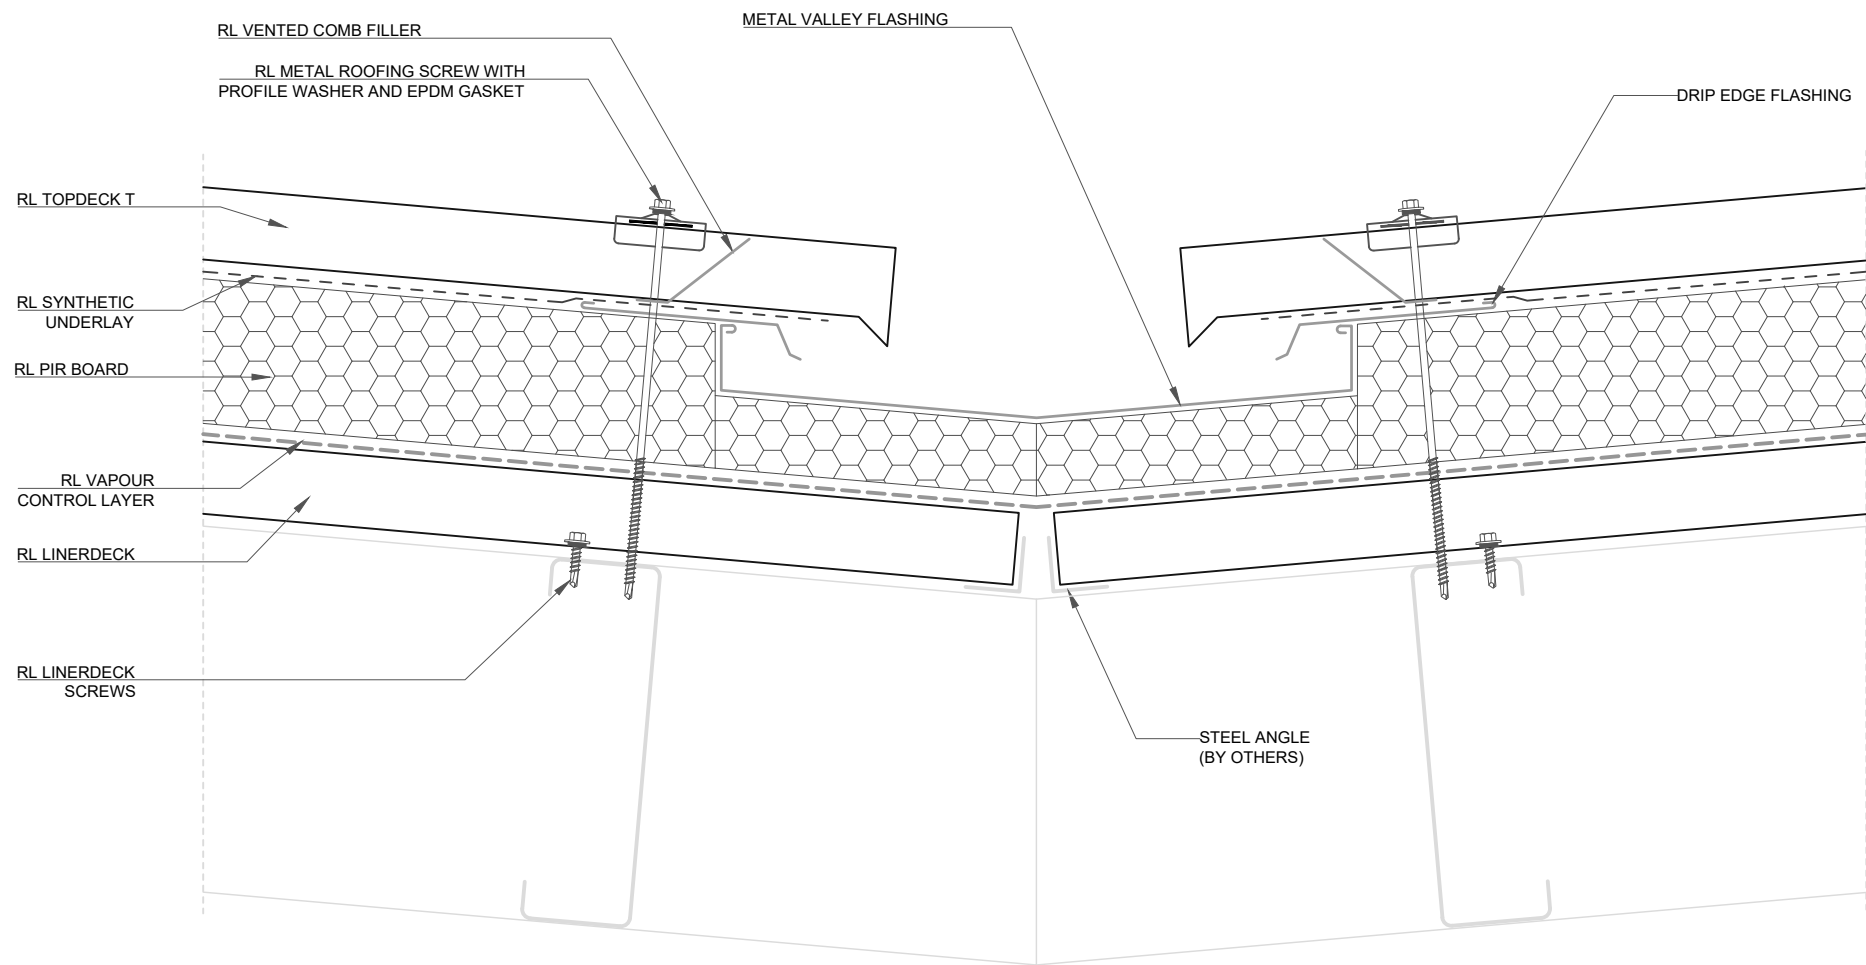 METAL VALLEY FLASHING
RL VENTED COMB FILLER
RL METAL ROOFING SCREW WITH
PROFILE WASHER AND EPDM GASKET
DRIP EDGE FLASHING
RL TOPDECK T
RL SYNTHETIC
UNDERLAY
RL PIR BOARD
RL VAPOUR
CONTROL LAYER
RL LINERDECK
RL LINERDECK
SCREWS
STEEL ANGLE
(BY OTHERS)